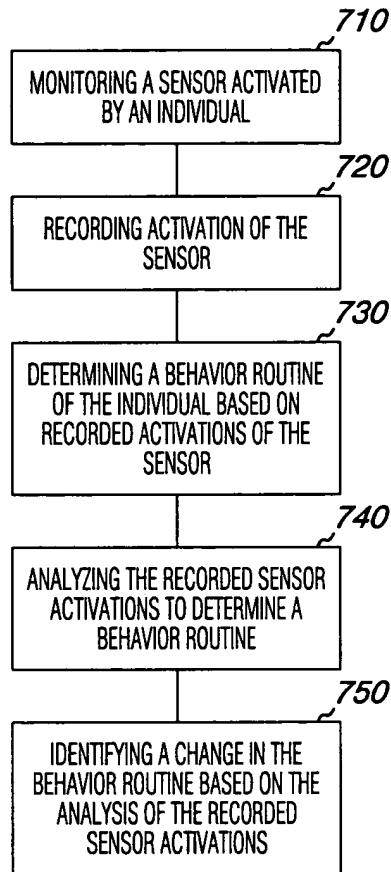 710
MONITORING A SENSOR ACTIVATED
BY AN INDIVIDUAL
720
RECORDING ACTIVATION OF THE
SENSOR
730
DETERMINING A BEHAVIOR ROUTINE
OF THE INDIVIDUAL BASED ON
RECORDED ACTIVATIONS OF THE
SENSOR
740
ANALYZING THE RECORDED SENSOR
ACTIVATIONS TO DETERMINE A
BEHAVIOR ROUTINE
750
IDENTIFYING A CHANGE IN THE
BEHAVIOR ROUTINE BASED ON THE
ANALYSIS OF THE RECORDED
SENSOR ACTIVATIONS